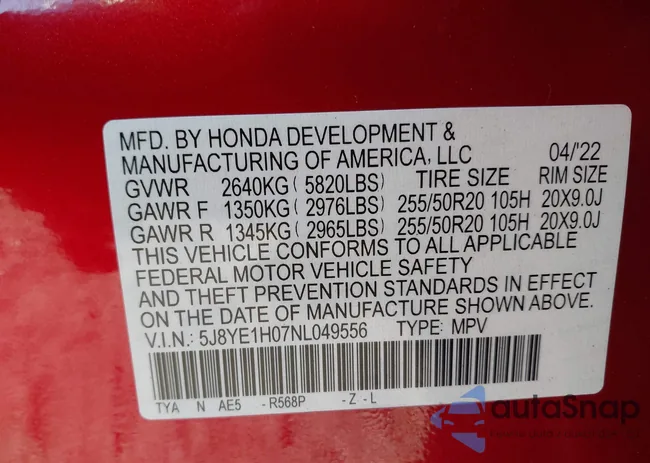 MFD. BY HONDA DEVELOPMENT &
MANUFACTURING OF AMERICA, LLC 04/'22
GVWR 2640KG ( 5820LBS) TIRE SIZE RIM SIZE
GAWR F 1350KG ( 2976LBS) 255/50R20 105H 20X9.0J
GAWR R 1345KG ( 2965LBS) 255/50R20 105H 20X9.0J
THIS VEHICLE CONFORMS TO ALL APPLICABLE
FEDERAL MOTOR VEHICLE SAFETY
AND THEFT PREVENTION STANDARDS IN EFFECT
ON THE DATE OF MANUFACTURE SHOWN ABOVE.
V.I.N.: 5J8YE1H07NL049556 TYPE: MPV
TYA N AE5 -R568P -Z-L
autoSnap